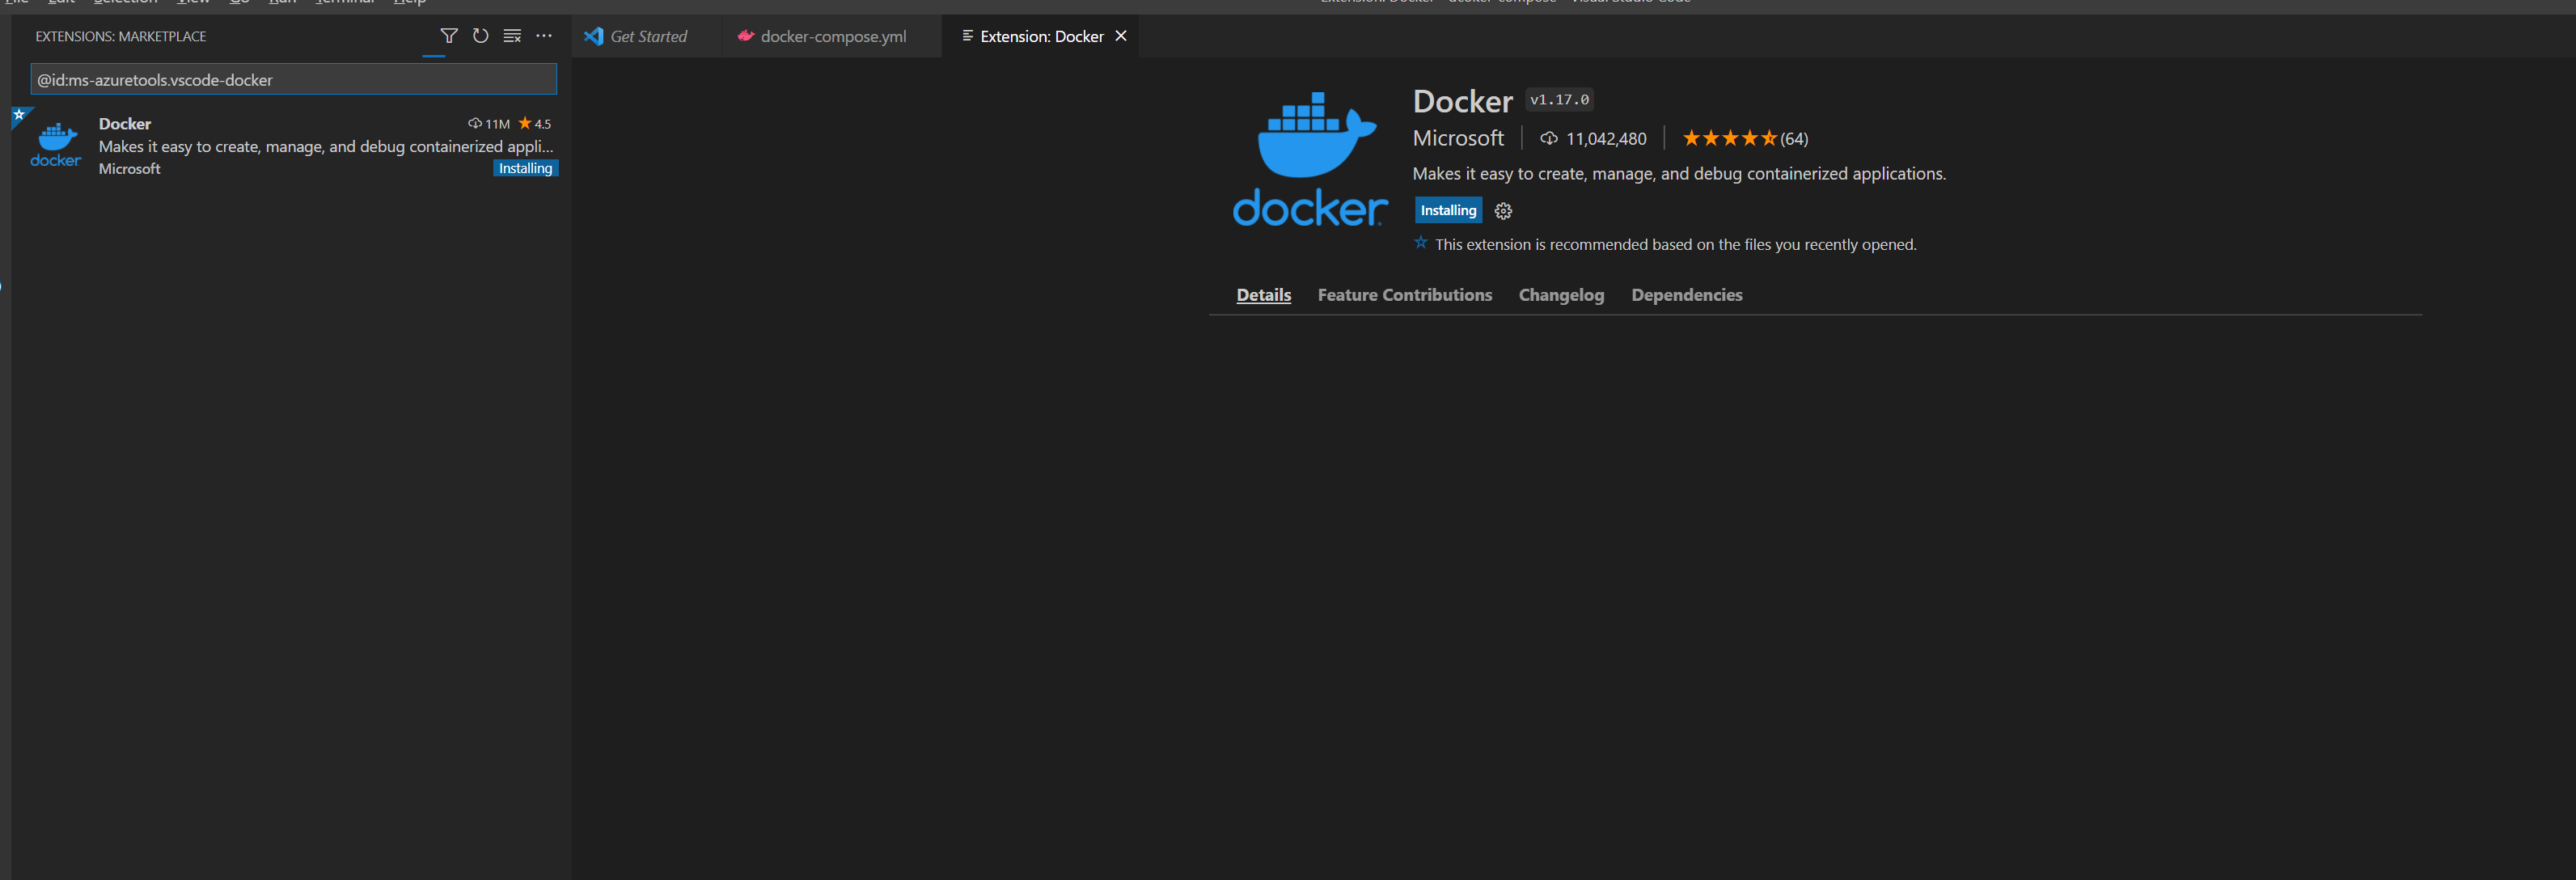 File Edit Selection View Go Run Terminal Help
Extension: Docker - docker-compose - Visual Studio Code
EXTENSIONS: MARKETPLACE
Get Started
docker-compose.yml
Extension: Docker
@id:ms-azuretools.vscode-docker
Docker
11M
4.5
Makes it easy to create, manage, and debug containerized appli...
Microsoft
Installing
docker
docker
Docker
v1.17.0
Microsoft
11,042,480
(64)
Makes it easy to create, manage, and debug containerized applications.
Installing
This extension is recommended based on the files you recently opened.
Details Feature Contributions Changelog Dependencies